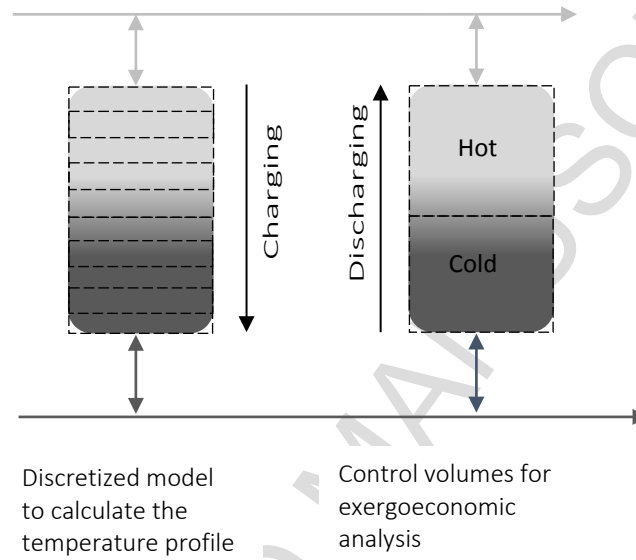 Charging
Discharging
Hot
Cold
Discretized model
to calculate the
temperature profile
Control volumes for
exergoeconomic
analysis